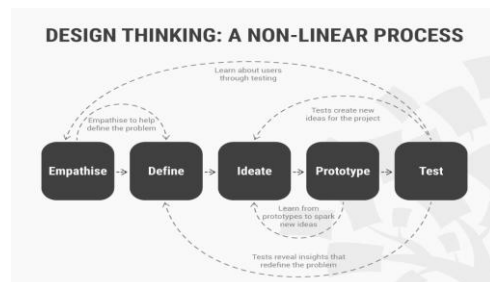 DESIGN THINKING: A NON-LINEAR PROCESS
Learn about users
through testing
Empathise to help
define the problem
Tests create new
ideas for the project
Empathise
Define
Ideate
Prototype
Test
Learn from
prototypes to spark
new ideas
Tests reveal insights that
redefine the problem